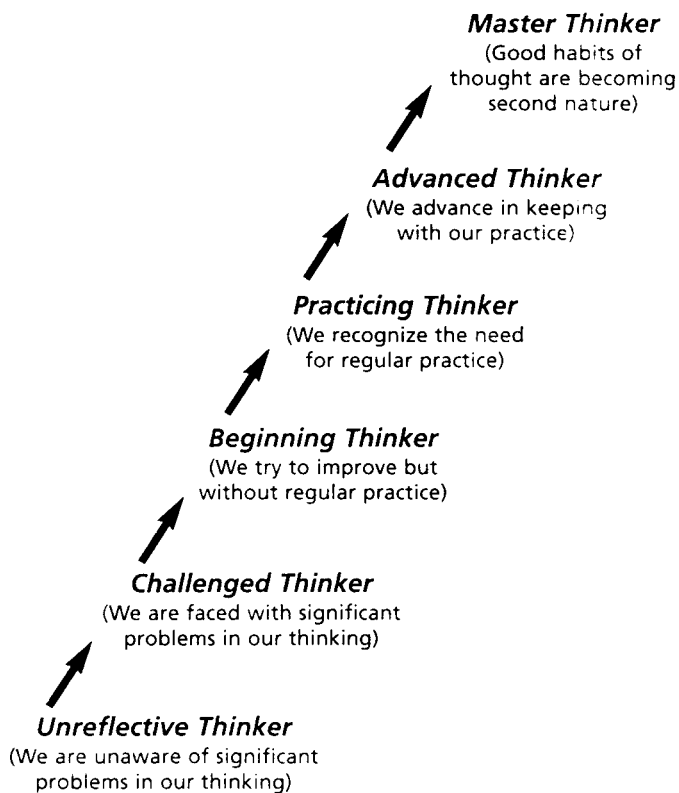 Master Thinker
(Good habits of
thought are becoming
second nature)
Advanced Thinker
(We advance in keeping
with our practice)
Practicing Thinker
(We recognize the need
for regular practice)
Beginning Thinker
(We try to improve but
without regular practice)
Challenged Thinker
(We are faced with significant
problems in our thinking)
Unreflective Thinker
(We are unaware of significant
problems in our thinking)